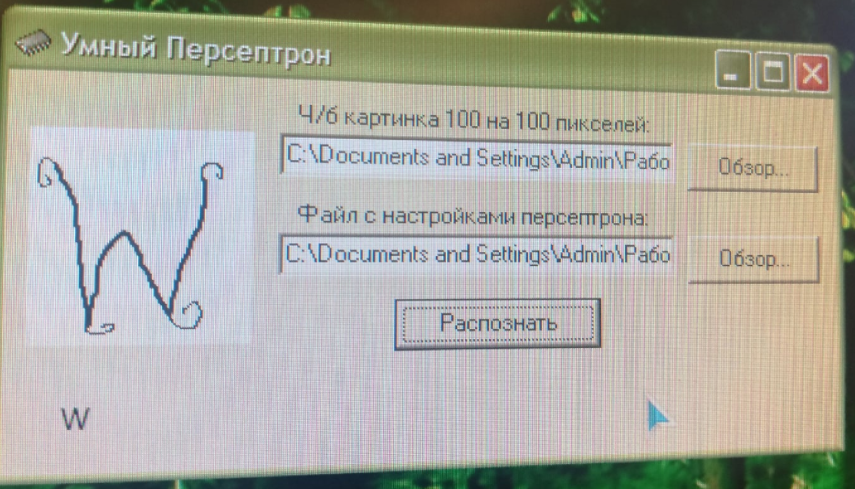 Умный Персептрон
Ч/б картинка 100 на 100 пикселей:
C:\Documents and Settings\Admin\Рабо
Обзор...
Файл с настройками персептрона:
C:\Documents and Settings\Admin\Рабо
Обзор...
Распознать
W
W